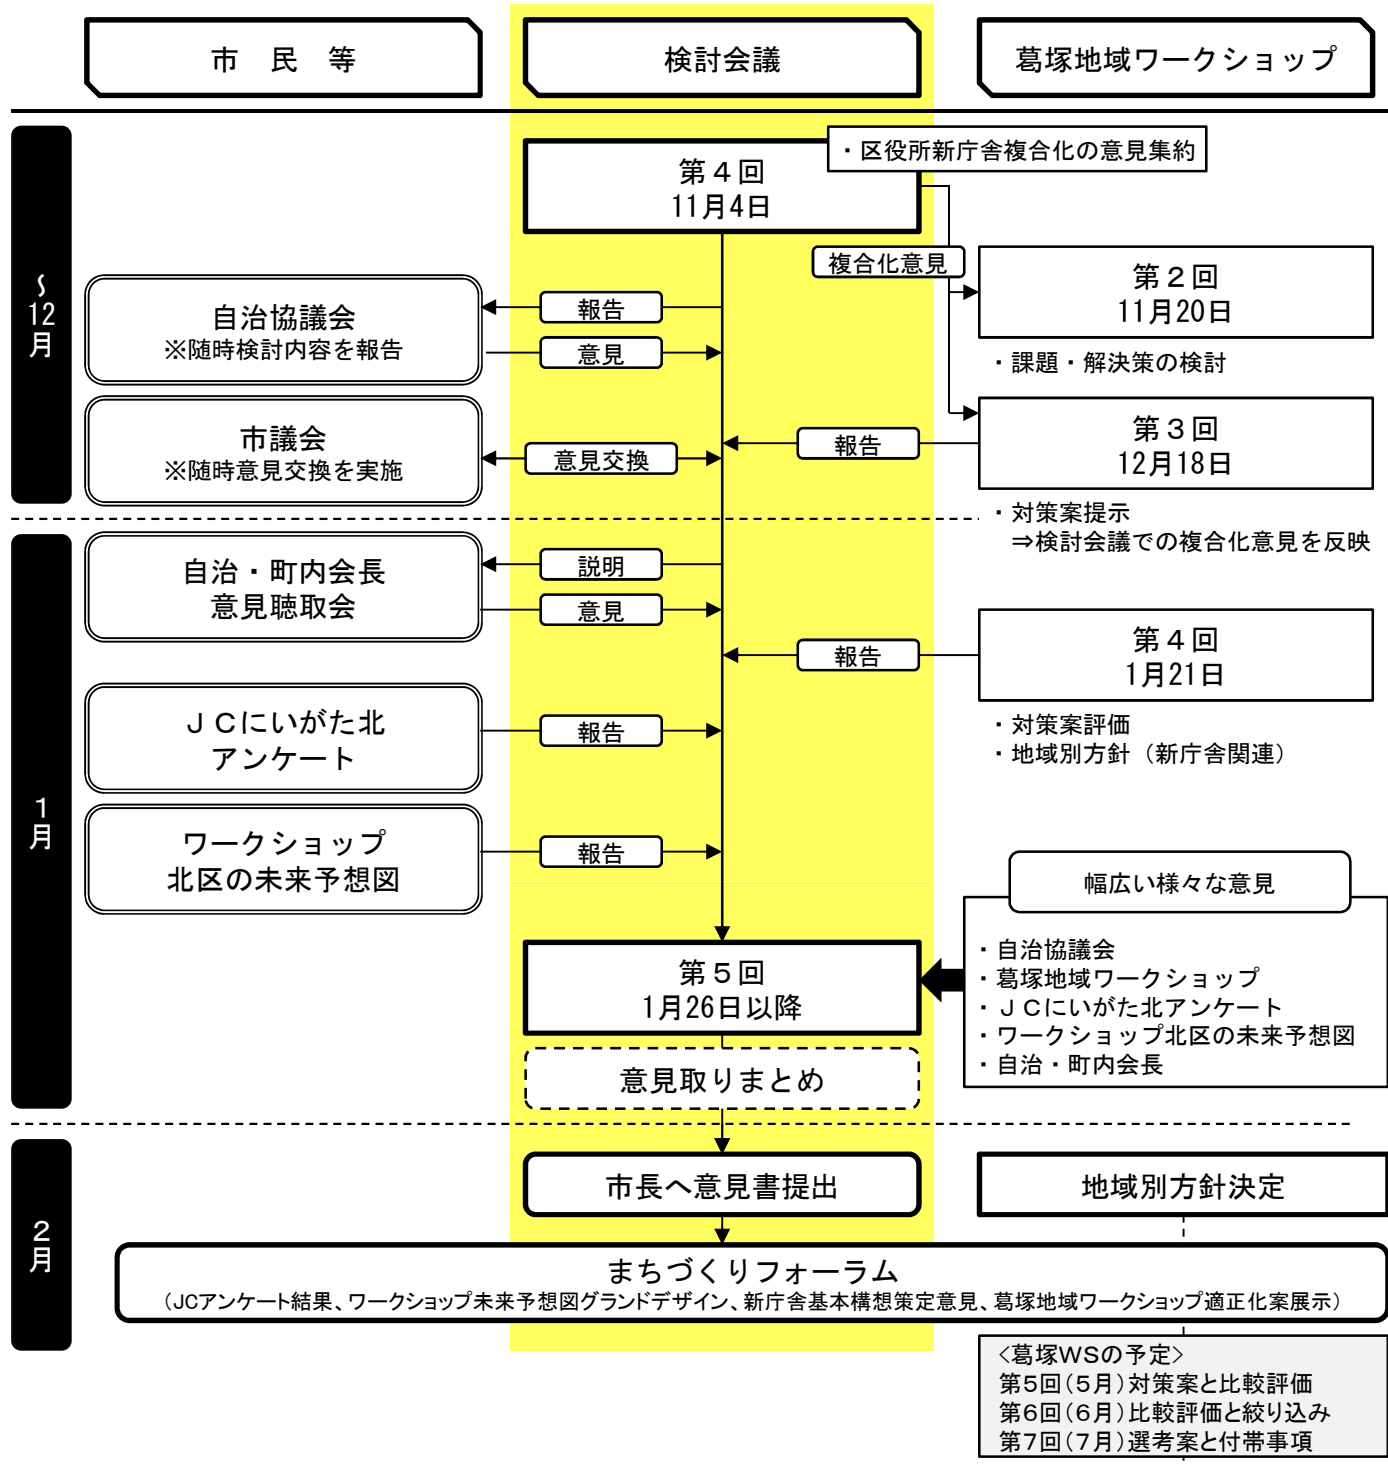 市　民　等
検討会議
葛塚地域ワークショップ
～12月
第４回
11月4日
・区役所新庁舎複合化の意見集約
複合化意見
第２回
11月20日
・課題・解決策の検討
自治協議会
※随時検討内容を報告
報告
意見
市議会
※随時意見交換を実施
意見交換
報告
第３回
12月18日
・対策案提示
⇒検討会議での複合化意見を反映
1月
自治・町内会長
意見聴取会
説明
意見
報告
第４回
1月21日
・対策案評価
・地域別方針（新庁舎関連）
ＪＣにいがた北
アンケート
報告
ワークショップ
北区の未来予想図
報告
幅広い様々な意見
・自治協議会
・葛塚地域ワークショップ
・ＪＣにいがた北アンケート
・ワークショップ北区の未来予想図
・自治・町内会長
第５回
1月26日以降
意見取りまとめ
２月
市長へ意見書提出
地域別方針決定
まちづくりフォーラム
（JCアンケート結果、ワークショップ未来予想図グランドデザイン、新庁舎基本構想策定意見、葛塚地域ワークショップ適正化案展示）
＜葛塚WSの予定＞
第5回（5月）対策案と比較評価
第6回（6月）比較評価と絞り込み
第7回（7月）選考案と付帯事項